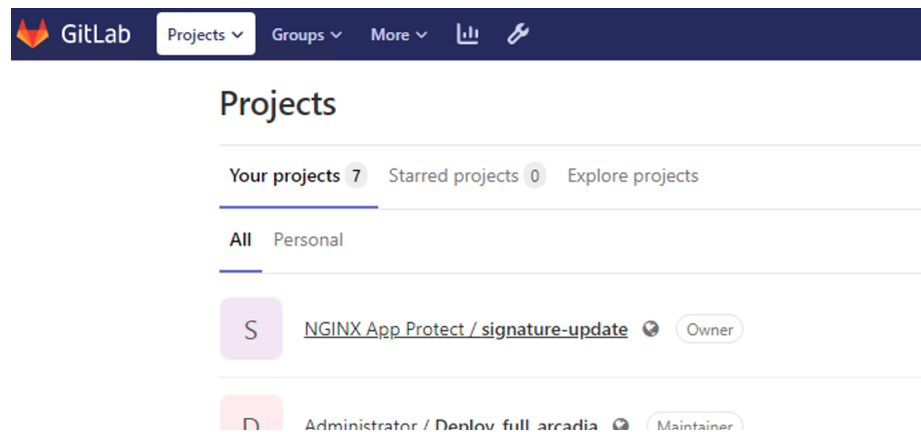 GitLab Projects Groups More
Projects
Your projects 7 Starred projects 0 Explore projects
All Personal
S NGINX App Protect / signature-update Owner
D Administrator / Deploy_full_arcadia Maintainer